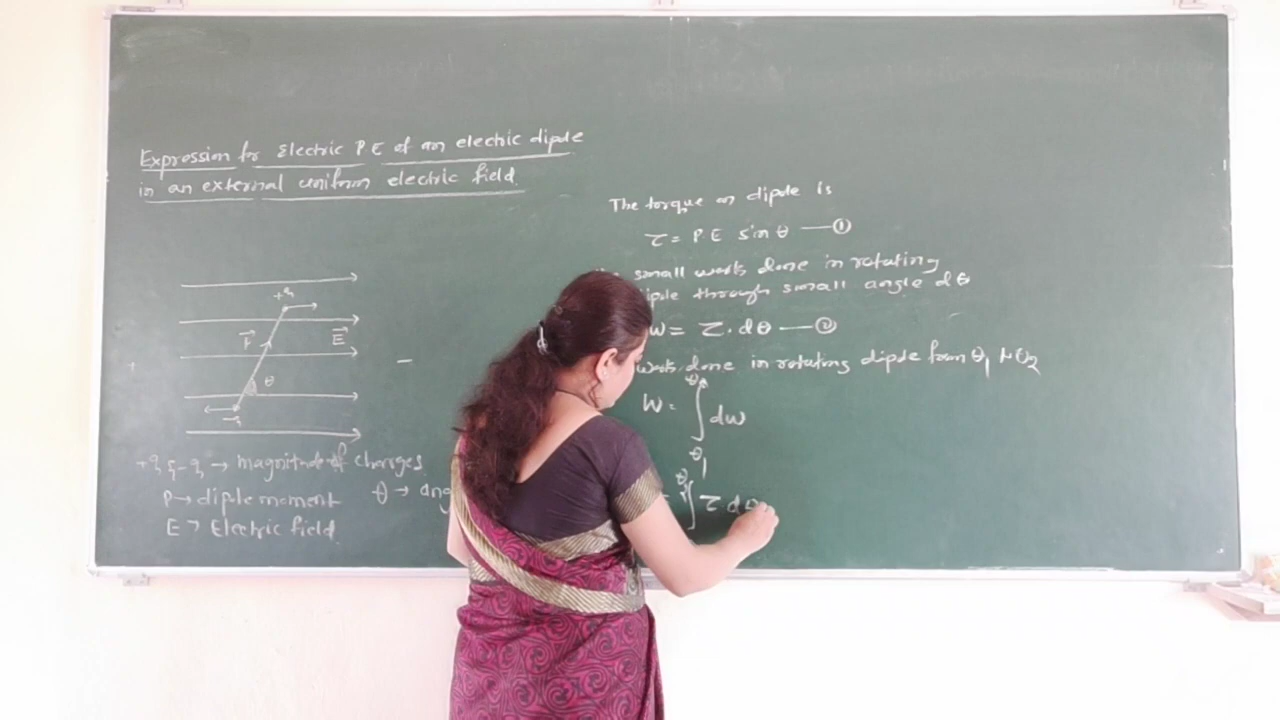 Expression for Electric P.E of an electric dipole
in an external uniform electric field.
+q
P⃗
E⃗
θ
-q
+q & -q → magnitude of charges
P → dipole moment
θ → ang
E → Electric field.
The torque on dipole is
τ = P.E sin θ — ①
small work done in rotating
dipole through small angle dθ
W = τ. dθ — ②
work done in rotating dipole from θ1 to θ2
W = ∫ dw
θ2
θ1
= ∫ τ. dθ
θ2